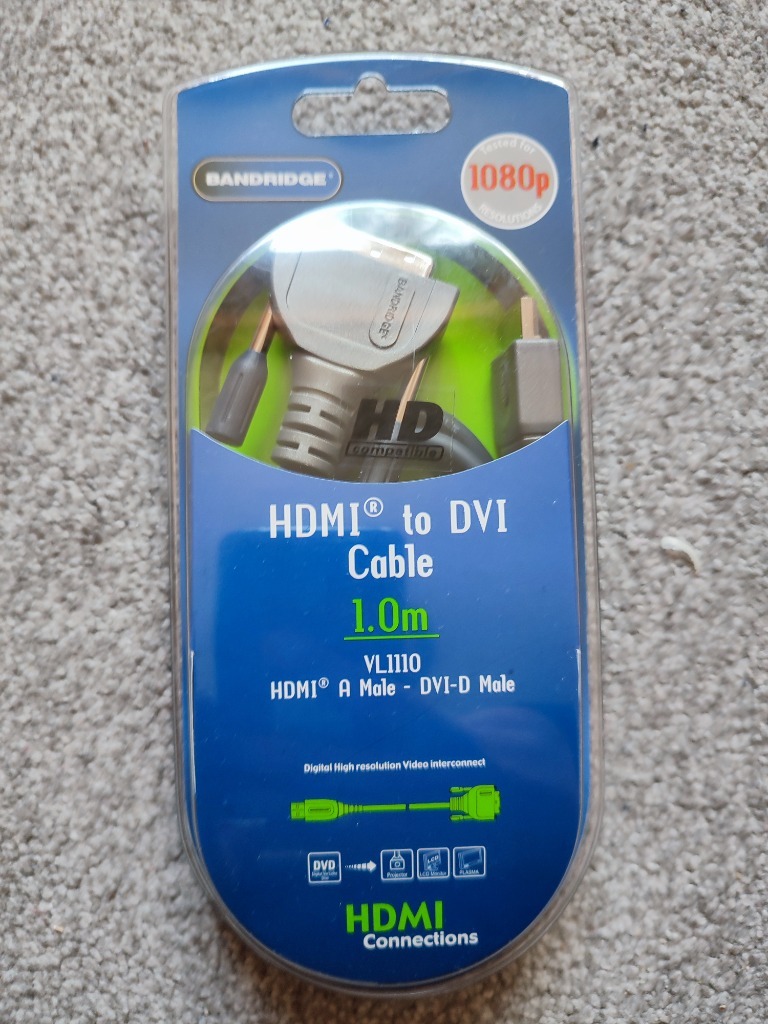 BANDRIDGE®
Tested for
1080p
RESOLUTIONS
BANDRIDGE
HD
compatible
HDMI® to DVI
Cable
1.0m
VL1110
HDMI® A Male - DVI-D Male
Digital High resolution Video interconnect
DVD
Projector
LCD
LCD Monitor
PLASMA
HDMI
Connections